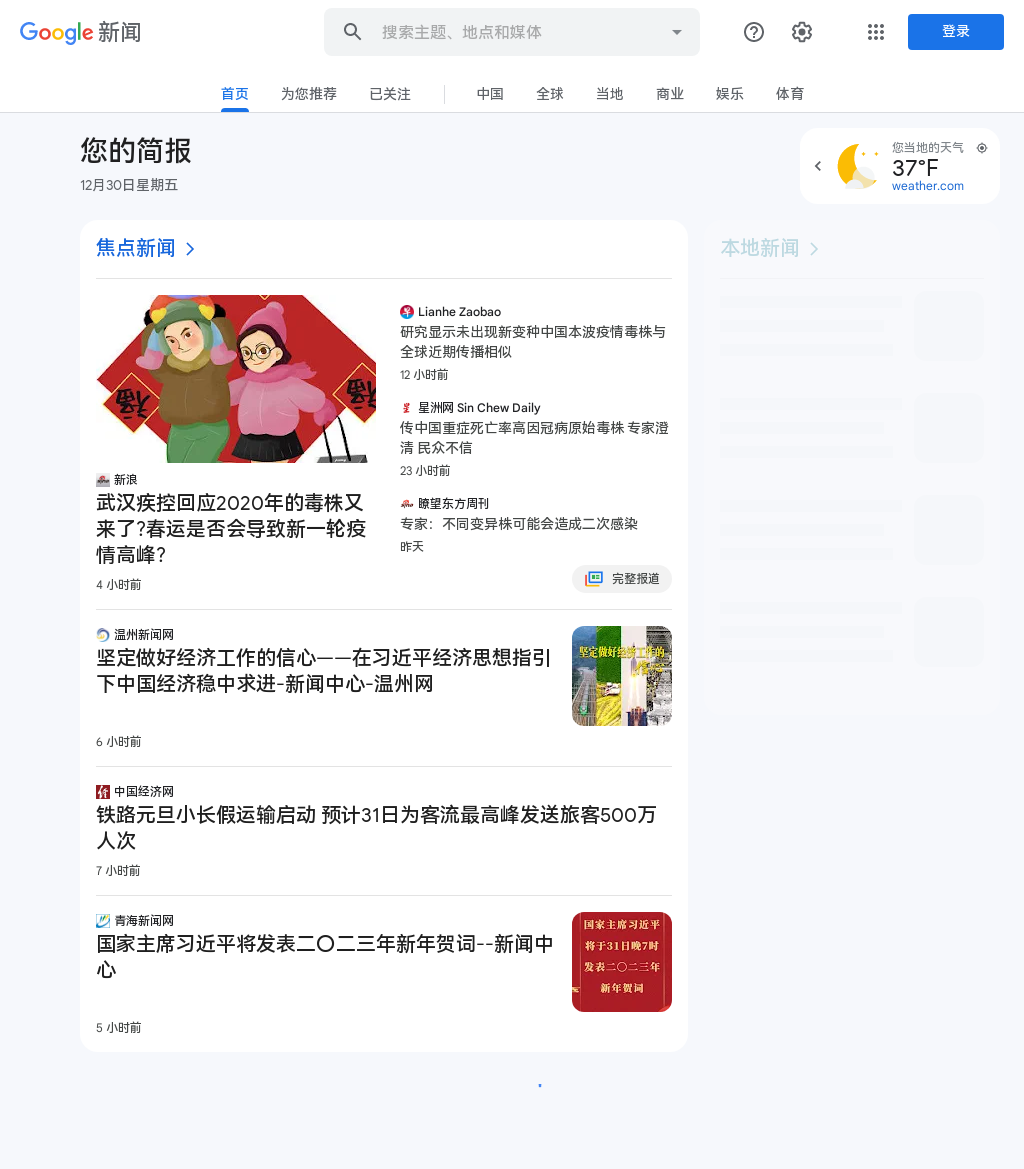 Google 新闻
搜索主题、地点和媒体
登录
首页 为您推荐 已关注 中国 全球 当地 商业 娱乐 体育
您的简报
12月30日星期五
您当地的天气
37°F
weather.com
焦点新闻
本地新闻
福
新浪
武汉疾控回应2020年的毒株又
来了?春运是否会导致新一轮疫
情高峰?
4 小时前
Lianhe Zaobao
研究显示未出现新变种中国本波疫情毒株与
全球近期传播相似
12 小时前
星洲网 Sin Chew Daily
传中国重症死亡率高因冠病原始毒株 专家澄
清 民众不信
23 小时前
瞭望东方周刊
专家：不同变异株可能会造成二次感染
昨天
完整报道
温州新闻网
坚定做好经济工作的信心——在习近平经济思想指引
下中国经济稳中求进-新闻中心-温州网
6 小时前
坚定做好经济工作的
中国经济网
铁路元旦小长假运输启动 预计31日为客流最高峰发送旅客500万
人次
7 小时前
青海新闻网
国家主席习近平将发表二〇二三年新年贺词--新闻中
心
5 小时前
国家主席习近平
将于31日晚7时
发表二〇二三年
新年贺词